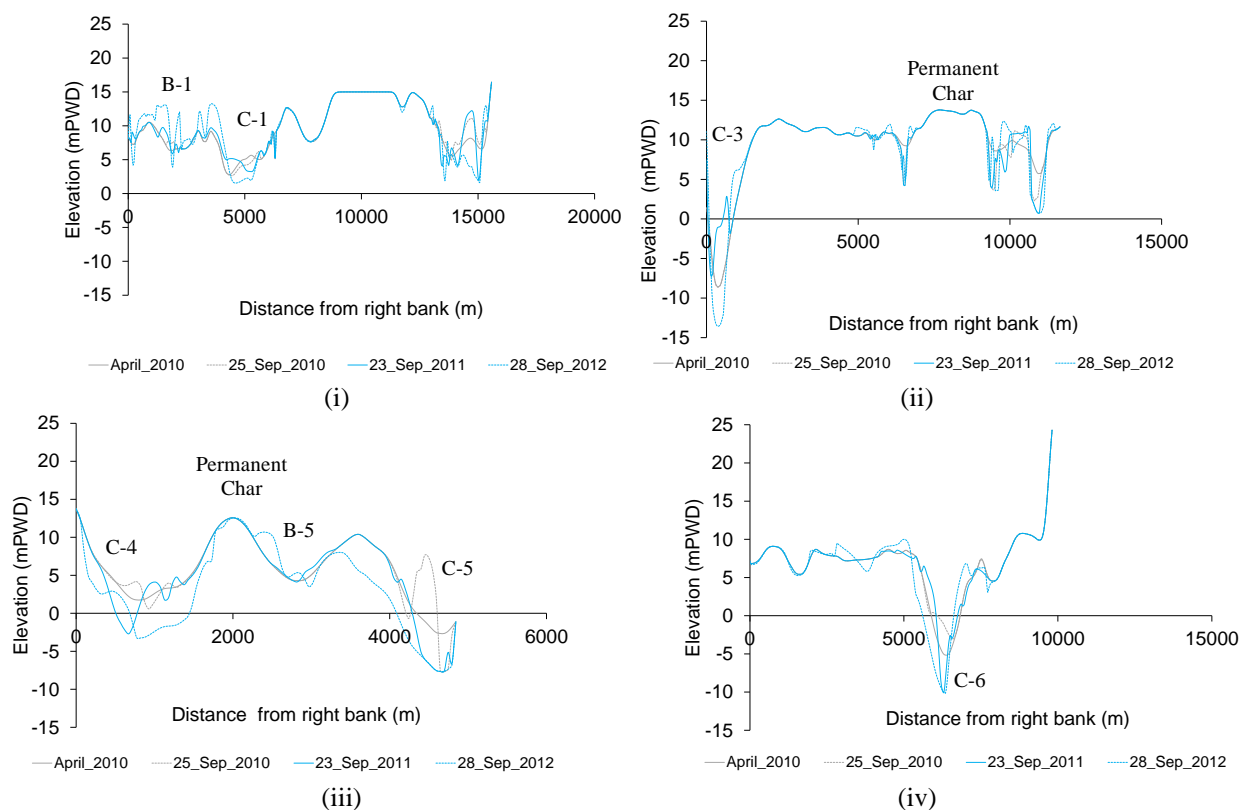 25
20
15
10
5
0
-5
-10
-15
Elevation (mPWD)
B-1
C-1
0 5000 10000 15000 20000
Distance from right bank (m)
April_2010 25_Sep_2010 23_Sep_2011 28_Sep_2012
(i)
25
20
15
10
5
0
-5
-10
-15
Elevation (mPWD)
C-3
Permanent
Char
0 5000 10000 15000
Distance from right bank (m)
April_2010 25_Sep_2010 23_Sep_2011 28_Sep_2012
(ii)
25
20
15
10
5
0
-5
-10
-15
Elevation (mPWD)
Permanent
Char
C-4
B-5
C-5
0 2000 4000 6000
Distance from right bank (m)
April_2010 25_Sep_2010 23_Sep_2011 28_Sep_2012
(iii)
25
20
15
10
5
0
-5
-10
-15
Elevation (mPWD)
0 5000 10000 15000
C-6
Distance from right bank (m)
April_2010 25_Sep_2010 23_Sep_2011 28_Sep_2012
(iv)